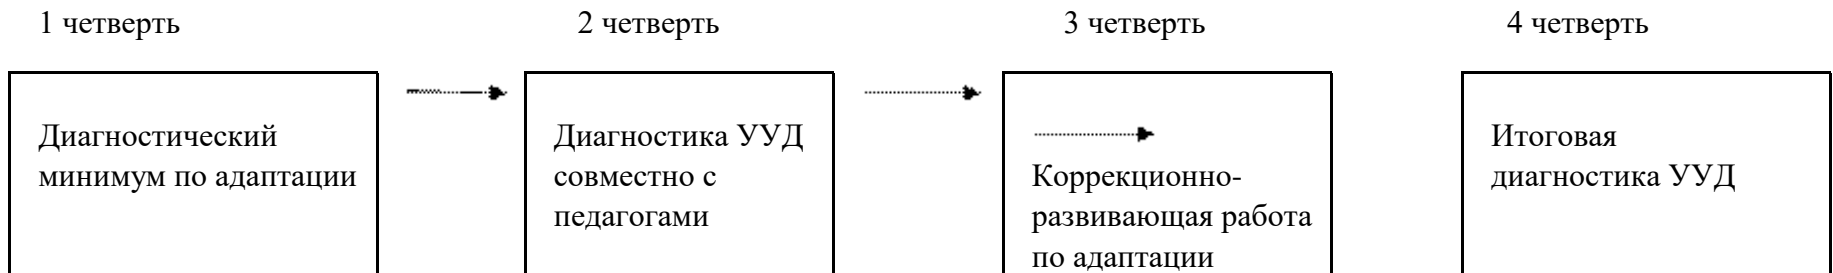 1 четверть
2 четверть
3 четверть
4 четверть
Диагностический
минимум по адаптации
Диагностика УУД
совместно с
педагогами
Коррекционно-
развивающая работа
по адаптации
Итоговая
диагностика УУД